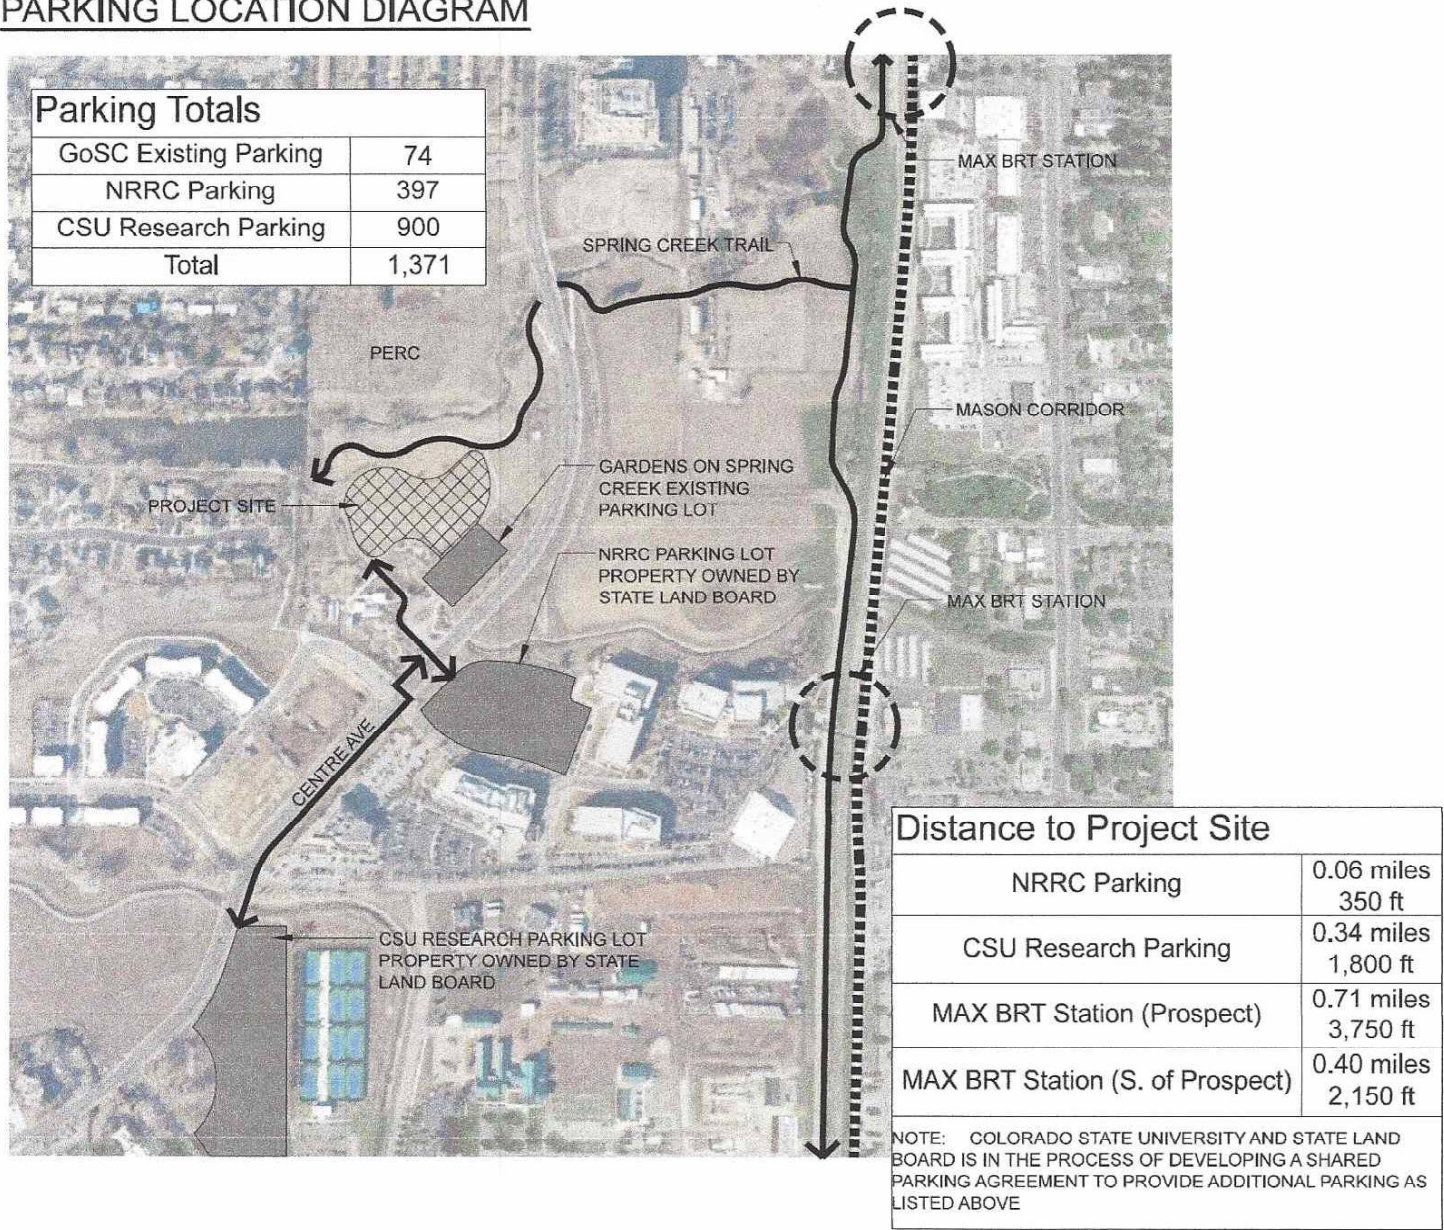 PARKING LOCATION DIAGRAM
Parking Totals
GoSC Existing Parking 74
NRRC Parking 397
CSU Research Parking 900
Total 1,371
MAX BRT STATION
SPRING CREEK TRAIL
PERC
MASON CORRIDOR
GARDENS ON SPRING
CREEK EXISTING
PARKING LOT
PROJECT SITE
NRRC PARKING LOT
PROPERTY OWNED BY
STATE LAND BOARD
MAX BRT STATION
CENTRE AVE
CSU RESEARCH PARKING LOT
PROPERTY OWNED BY STATE
LAND BOARD
Distance to Project Site
NRRC Parking 0.06 miles
350 ft
CSU Research Parking 0.34 miles
1,800 ft
MAX BRT Station (Prospect) 0.71 miles
3,750 ft
MAX BRT Station (S. of Prospect) 0.40 miles
2,150 ft
NOTE: COLORADO STATE UNIVERSITY AND STATE LAND
BOARD IS IN THE PROCESS OF DEVELOPING A SHARED
PARKING AGREEMENT TO PROVIDE ADDITIONAL PARKING AS
LISTED ABOVE